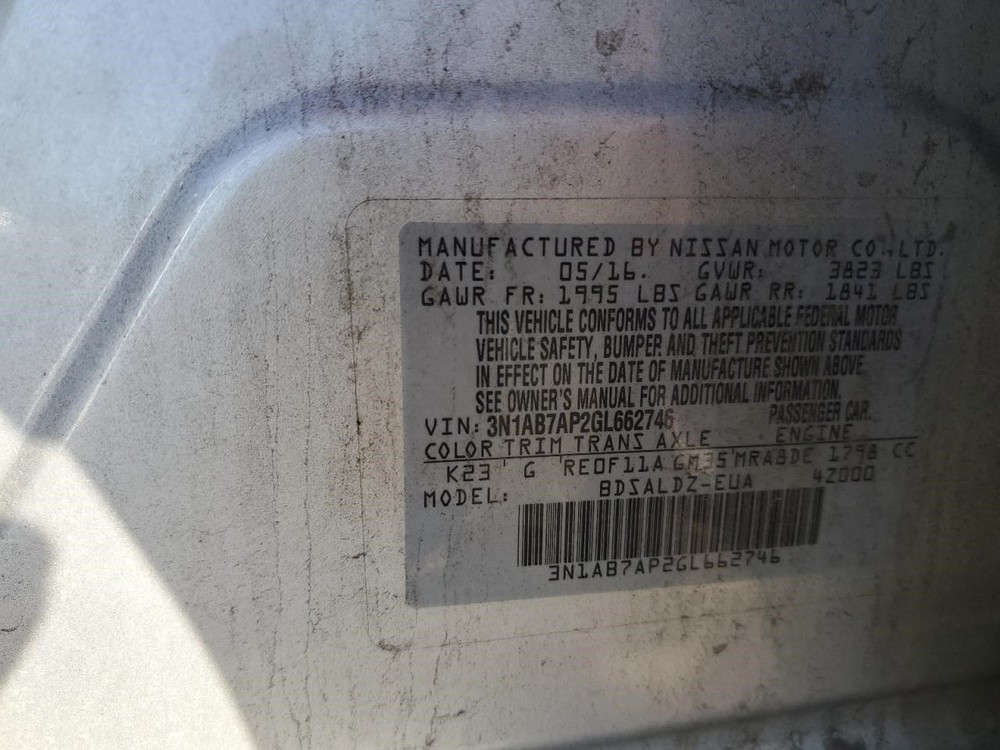 MANUFACTURED BY NISSAN MOTOR CO.,LTD.
DATE: 05/16. GVWR: 3823 LBS
GAWR FR: 1995 LBS GAWR RR: 1841 LBS
THIS VEHICLE CONFORMS TO ALL APPLICABLE FEDERAL MOTOR
VEHICLE SAFETY, BUMPER AND THEFT PREVENTION STANDARDS
IN EFFECT ON THE DATE OF MANUFACTURE SHOWN ABOVE.
SEE OWNER'S MANUAL FOR ADDITIONAL INFORMATION.
VIN: 3N1AB7AP2GL662746 PASSENGER CAR.
COLOR TRIM TRANS AXLE ENGINE
K23 G RE0F11A GM35 MRA8DE 1798 CC
MODEL: BDSALDZ-EUA 4Z000
3N1AB7AP2GL662746